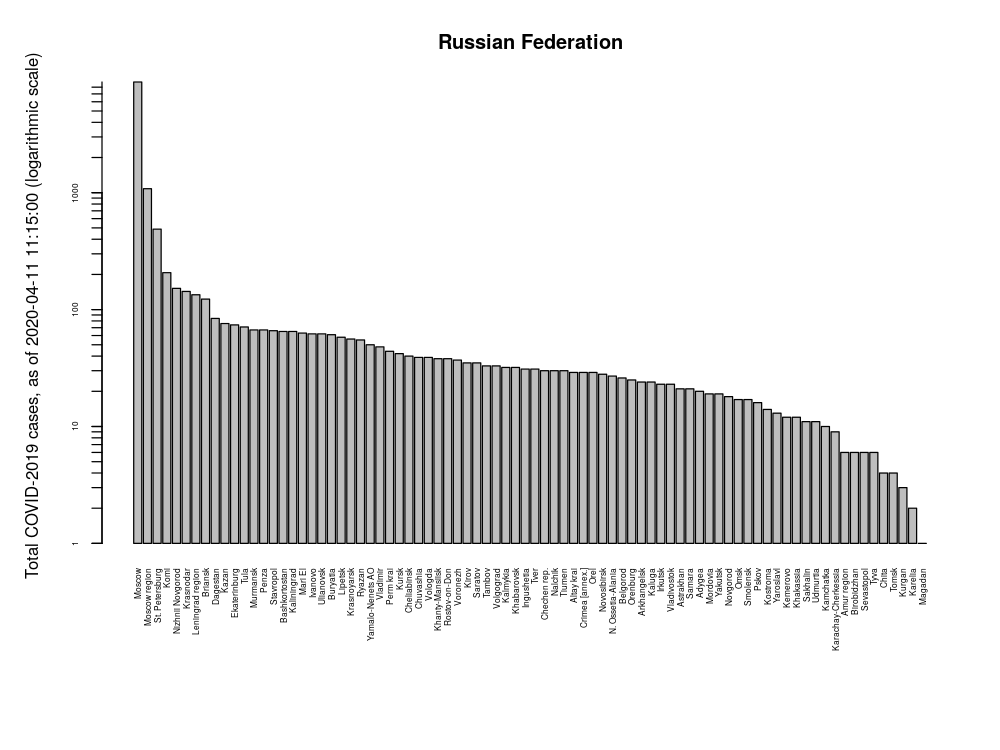 Russian Federation
Total COVID-2019 cases, as of 2020-04-11 11:15:00 (logarithmic scale)
1000
100
10
1
Moscow
Moscow region
St. Petersburg
Komi
Nizhnii Novgorod
Krasnodar
Leningrad region
Briansk
Dagestan
Kazan
Ekaterinburg
Tula
Murmansk
Penza
Stavropol
Bashkortostan
Kaliningrad
Mari El
Ivanovo
Ulianovsk
Buryatia
Lipetsk
Krasnoyarsk
Ryazan
Yamalo-Nenets AO
Vladimir
Perm krai
Kursk
Cheliabinsk
Chuvashia
Vologda
Khanty-Mansiisk
Rostov-on-Don
Voronezh
Kirov
Saratov
Tambov
Volgograd
Kalmykia
Khabarovsk
Ingushetia
Tver
Chechen rep.
Nalchik
Tiumen
Altay krai
Crimea [annex.]
Orel
Novosibirsk
N. Ossetia-Alania
Belgorod
Orenburg
Arkhangelsk
Kaluga
Irkutsk
Vladivostok
Astrakhan
Samara
Adygea
Mordovia
Yakutsk
Novgorod
Omsk
Smolensk
Pskov
Kostroma
Yaroslavl
Kemerovo
Khakassia
Sakhalin
Udmurtia
Kamchatka
Karachay-Cherkessia
Amur region
Birobidzhan
Sevastopol
Tyva
Chita
Tomsk
Kurgan
Karelia
Magadan